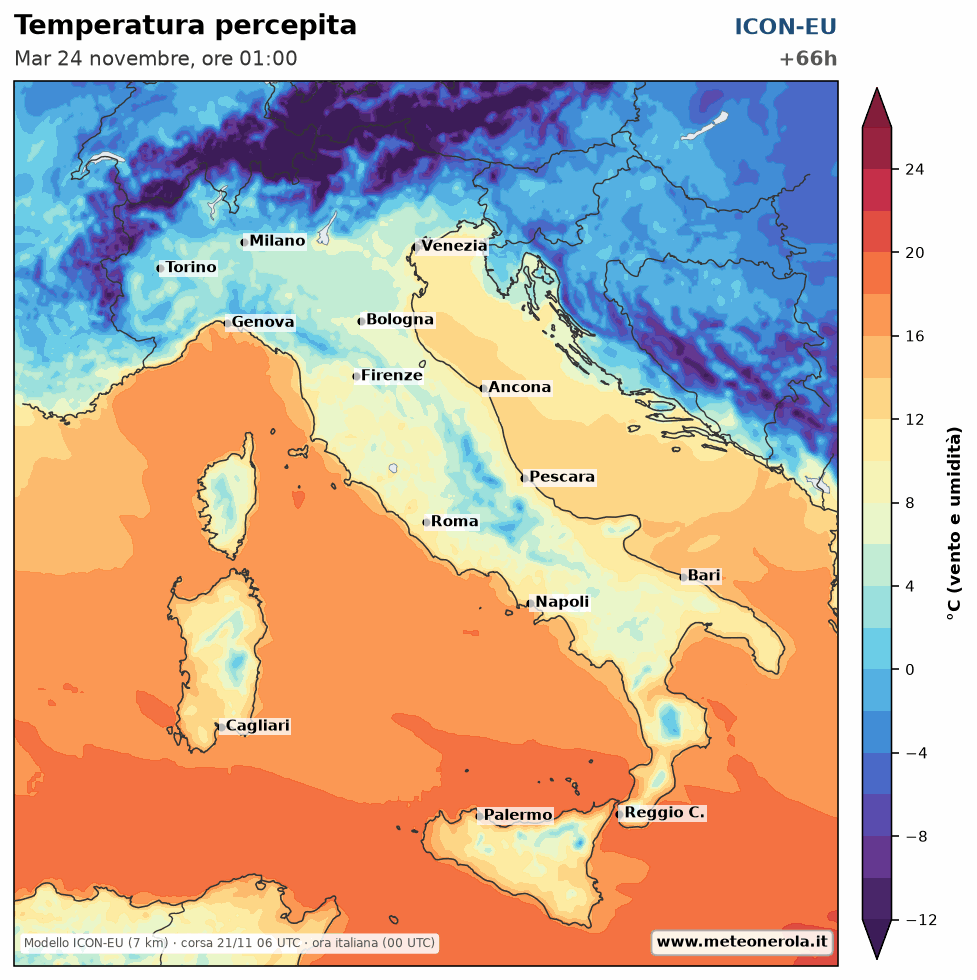 Temperatura percepita
ICON-EU
Mar 24 novembre, ore 01:00
+66h
Milano
Venezia
Torino
Genova
Bologna
Firenze
Ancona
Pescara
Roma
Bari
Napoli
Cagliari
Palermo
Reggio C.
24
20
16
12
8
4
0
−4
−8
−12
°C (vento e umidità)
Modello ICON-EU (7 km) · corsa 21/11 06 UTC · ora italiana (00 UTC)
www.meteonerola.it